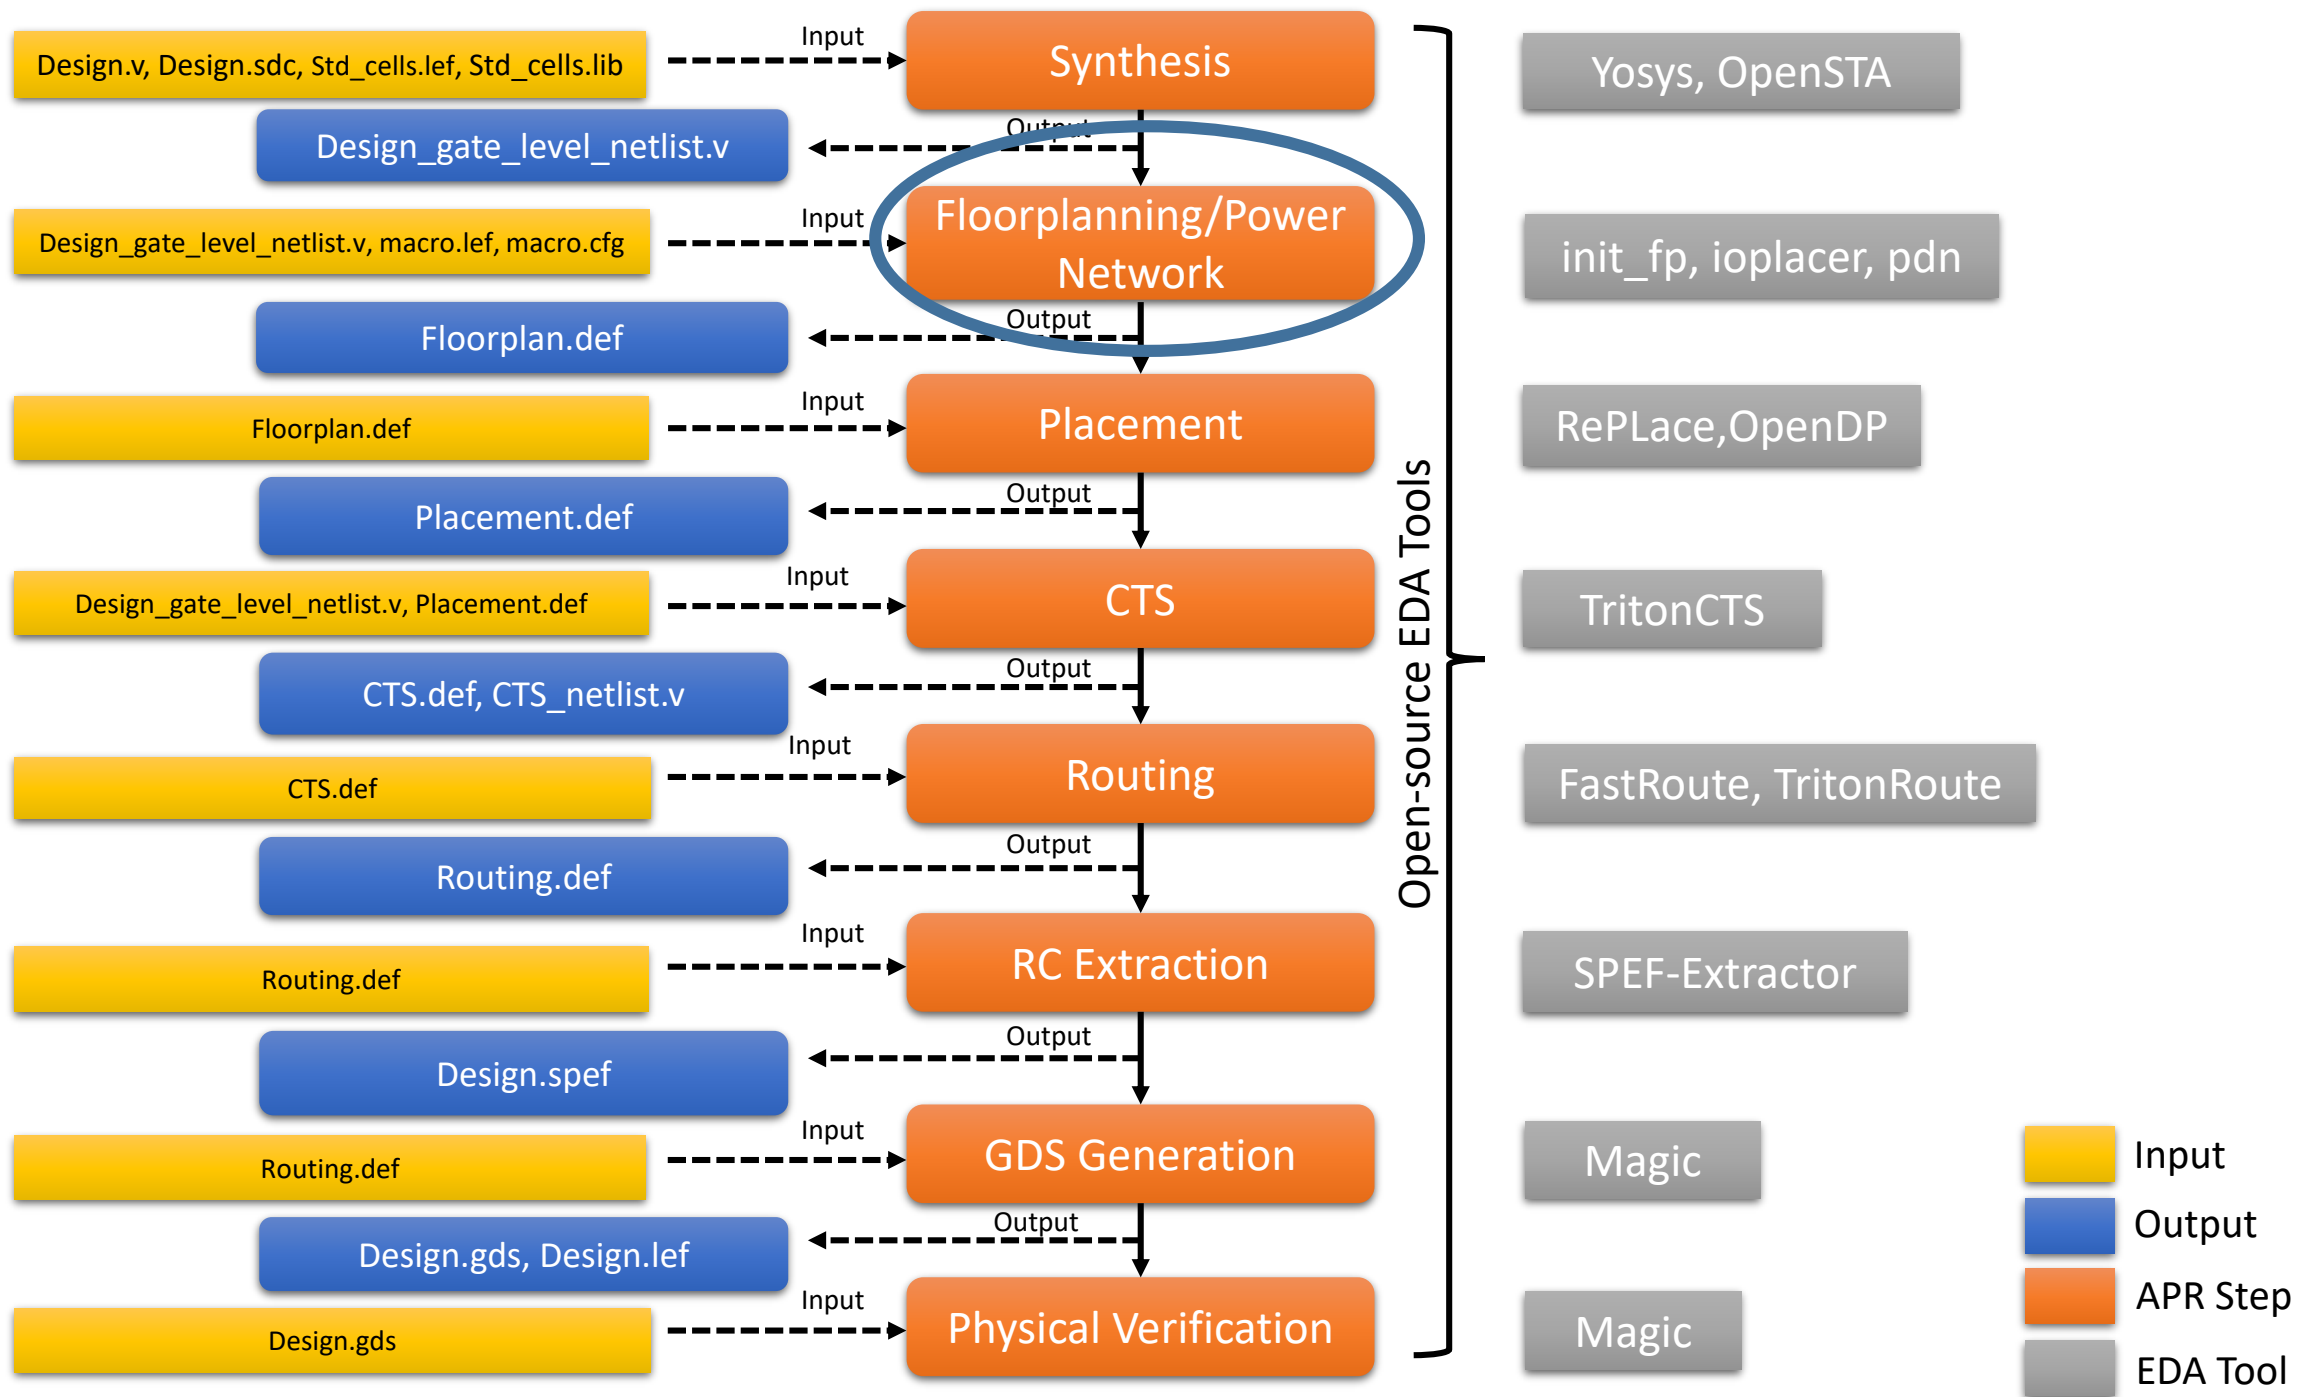 Design.v, Design.sdc, Std_cells.lef, Std_cells.lib
Input
Synthesis
Yosys, OpenSTA
Output
Design_gate_level_netlist.v
Design_gate_level_netlist.v, macro.lef, macro.cfg
Input
Floorplanning/Power
Network
init_fp, ioplacer, pdn
Output
Floorplan.def
Floorplan.def
Input
Placement
RePLace,OpenDP
Output
Placement.def
Design_gate_level_netlist.v, Placement.def
Input
CTS
TritonCTS
Output
CTS.def, CTS_netlist.v
Open-source EDA Tools
CTS.def
Input
Routing
FastRoute, TritonRoute
Output
Routing.def
Routing.def
Input
RC Extraction
SPEF-Extractor
Output
Design.spef
Routing.def
Input
GDS Generation
Magic
Output
Design.gds, Design.lef
Design.gds
Input
Physical Verification
Magic
Input
Output
APR Step
EDA Tool